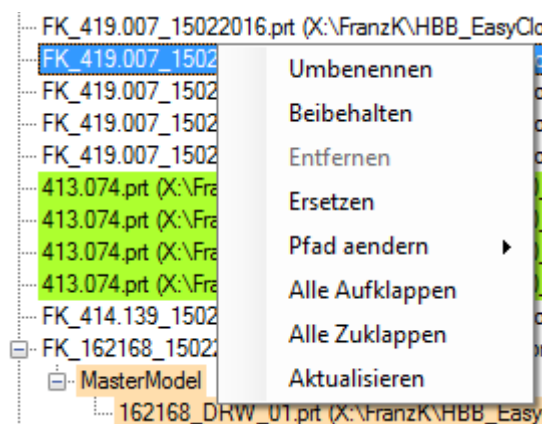 FK_419.007_15022016.prt (X:\FranzK\HBB_EasyClo
FK_419.007_1502
FK_419.007_1502
FK_419.007_1502
FK_419.007_1502
413.074.prt (X:\Fra
413.074.prt (X:\Fra
413.074.prt (X:\Fra
413.074.prt (X:\Fra
FK_414.139_1502
FK_162168_1502
MasterModel
162168_DRW_01.prt (X:\FranzK\HBB_Easy
Umbenennen
Beibehalten
Entfernen
Ersetzen
Pfad aendern
Alle Aufklappen
Alle Zuklappen
Aktualisieren